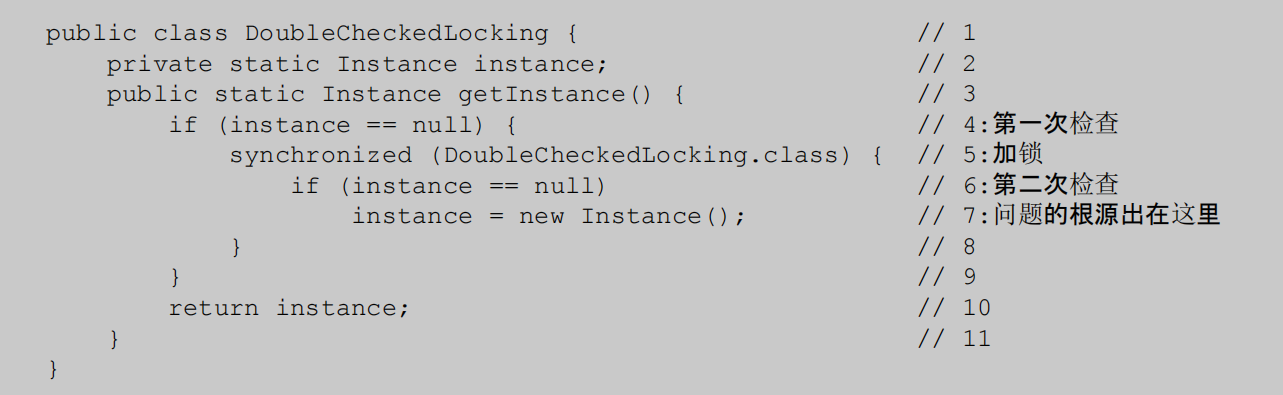 public class DoubleCheckedLocking { // 1
    private static Instance instance; // 2
    public static Instance getInstance() { // 3
        if (instance == null) { // 4:第一次检查
            synchronized (DoubleCheckedLocking.class) { // 5:加锁
                if (instance == null) // 6:第二次检查
                    instance = new Instance(); // 7:问题的根源出在这里
            } // 8
        } // 9
        return instance; // 10
    } // 11
}